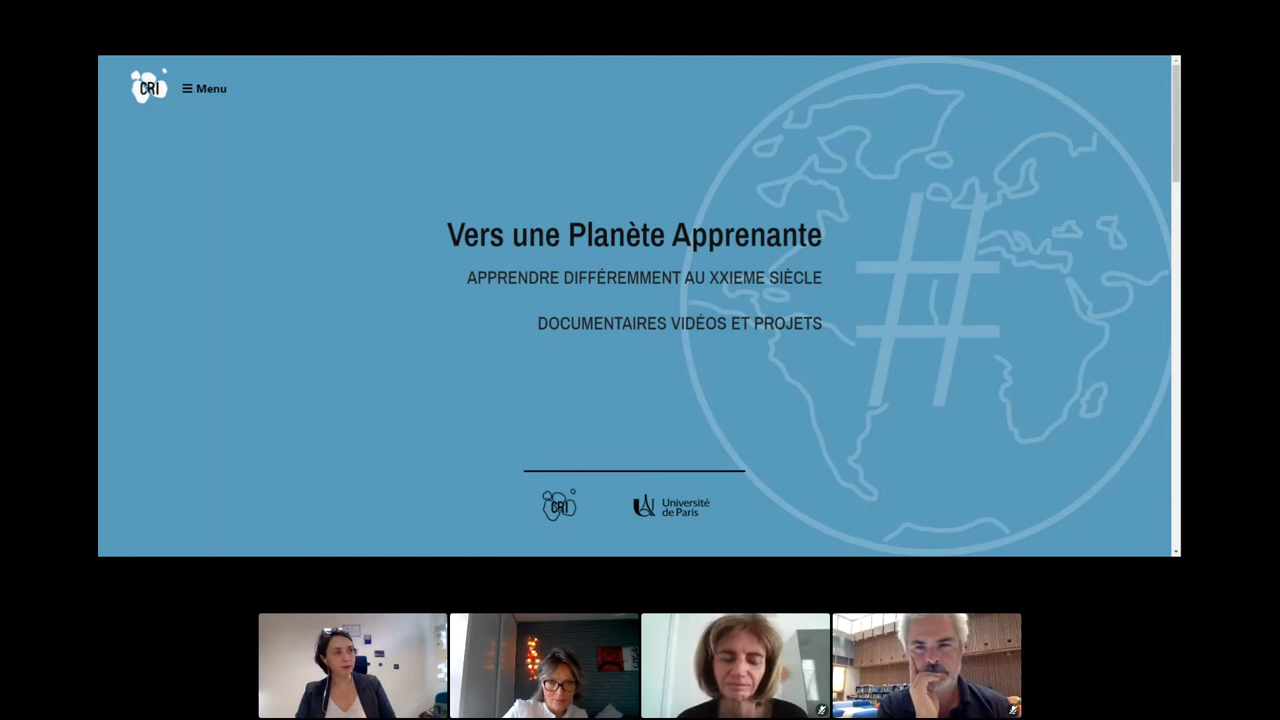 CRI
Menu
Vers une Planète Apprenante
APPRENDRE DIFFÉREMMENT AU XXIEME SIÈCLE
DOCUMENTAIRES VIDÉOS ET PROJETS
#
CRI
Université
de Paris